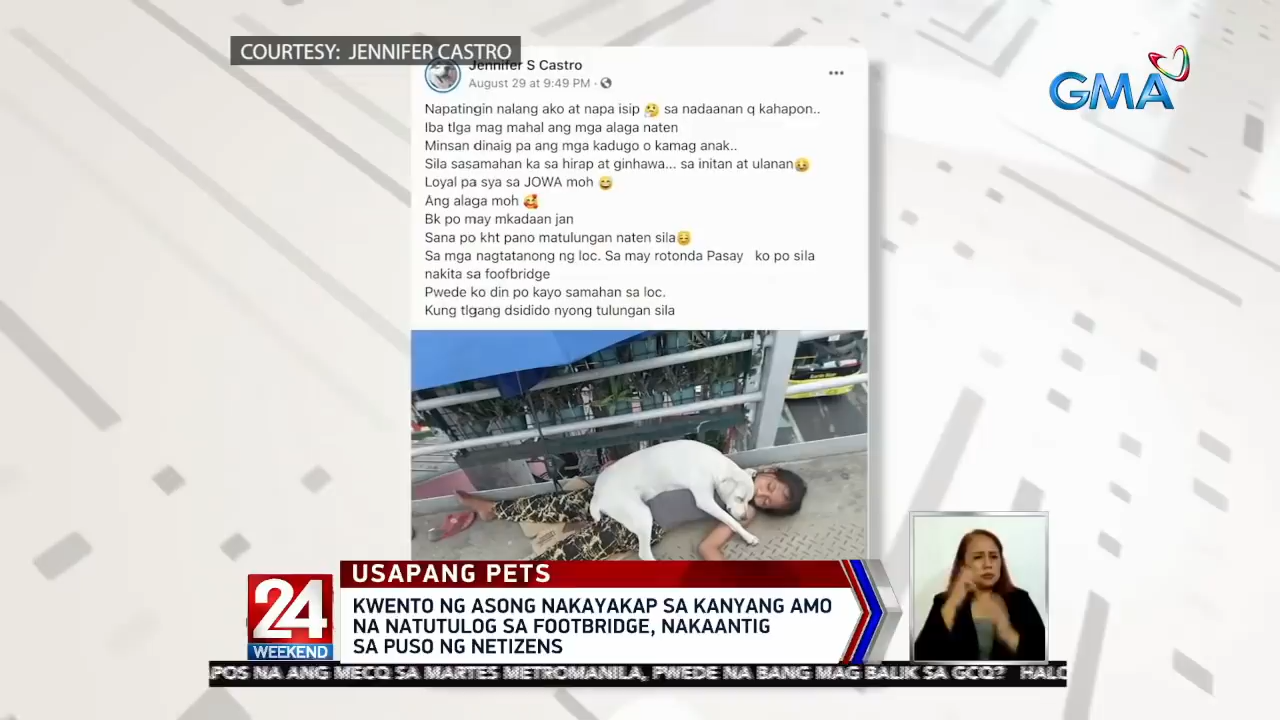 COURTESY: JENNIFER CASTRO
Jennifer S Castro
August 29 at 9:49 PM ·
GMA
Napatingin nalang ako at napa isip 🤔 sa nadaanan q kahapon..
Iba tlga mag mahal ang mga alaga naten
Minsan dinaig pa ang mga kadugo o kamag anak..
Sila sasamahan ka sa hirap at ginhawa... sa initan at ulanan😢
Loyal pa sya sa JOWA moh 😅
Ang alaga moh 🥰
Bk po may mkadaan jan
Sana po kht pano matulungan naten sila😌
Sa mga nagtatanong ng loc. Sa may rotonda Pasay ko po sila
nakita sa foofbridge
Pwede ko din po kayo samahan sa loc.
Kung tlgang dsidido nyong tulungan sila
USAPANG PETS
24
WEEKEND
KWENTO NG ASONG NAKAYAKAP SA KANYANG AMO
NA NATUTULOG SA FOOTBRIDGE, NAKAANTIG
SA PUSO NG NETIZENS
POS NA ANG MECQ SA MARTES METROMANILA, PWEDE NA BANG MAG BALIK SA GCQ? HALO